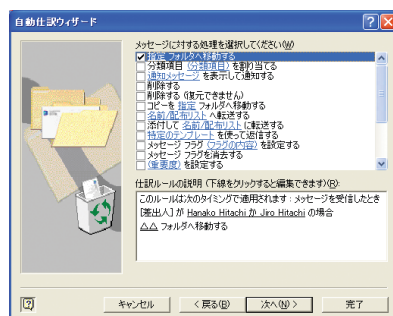 自動仕訳ウィザード
メッセージに対する処理を選択してください(W)
指定 フォルダへ移動する
分類項目 (分類項目) を割り当てる
通知メッセージ を表示して通知する
削除する
削除する (復元できません)
コピーを 指定 フォルダへ移動する
名前/配布リスト へ転送する
添付して 名前/配布リスト に転送する
特定のテンプレート を使って返信する
メッセージ フラグ (フラグの内容) を設定する
メッセージ フラグを消去する
(重要度) を設定する
仕訳ルールの説明 (下線をクリックすると編集できます)(R):
このルールは次のタイミングで適用されます : メッセージを受信したとき
[差出人] が Hanako Hitachi か Jiro Hitachi の場合
△△ フォルダへ移動する
キャンセル
< 戻る(B)
次へ(N) >
完了